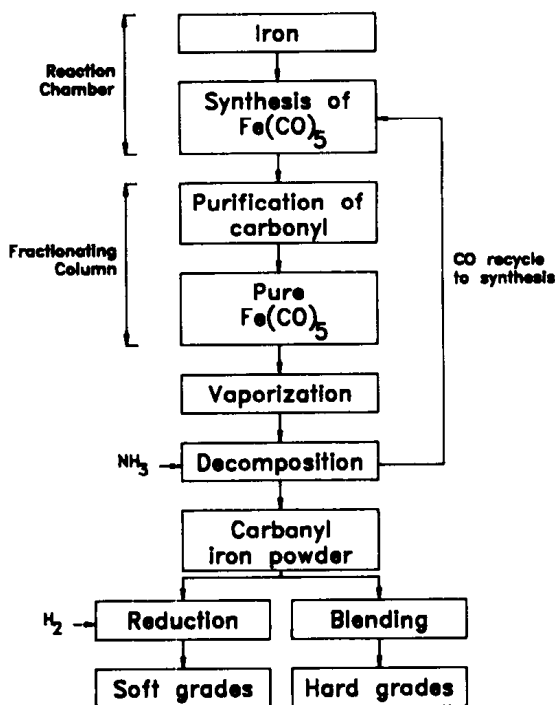 Iron
Reaction
Chamber
Synthesis of
Fe(CO)5
Purification of
carbonyl
Fractionating
Column
CO recycle
to synthesis
Pure
Fe(CO)5
Vaporization
NH3
Decomposition
Carbanyl
iron powder
H2
Reduction
Blending
Soft grades
Hard grades